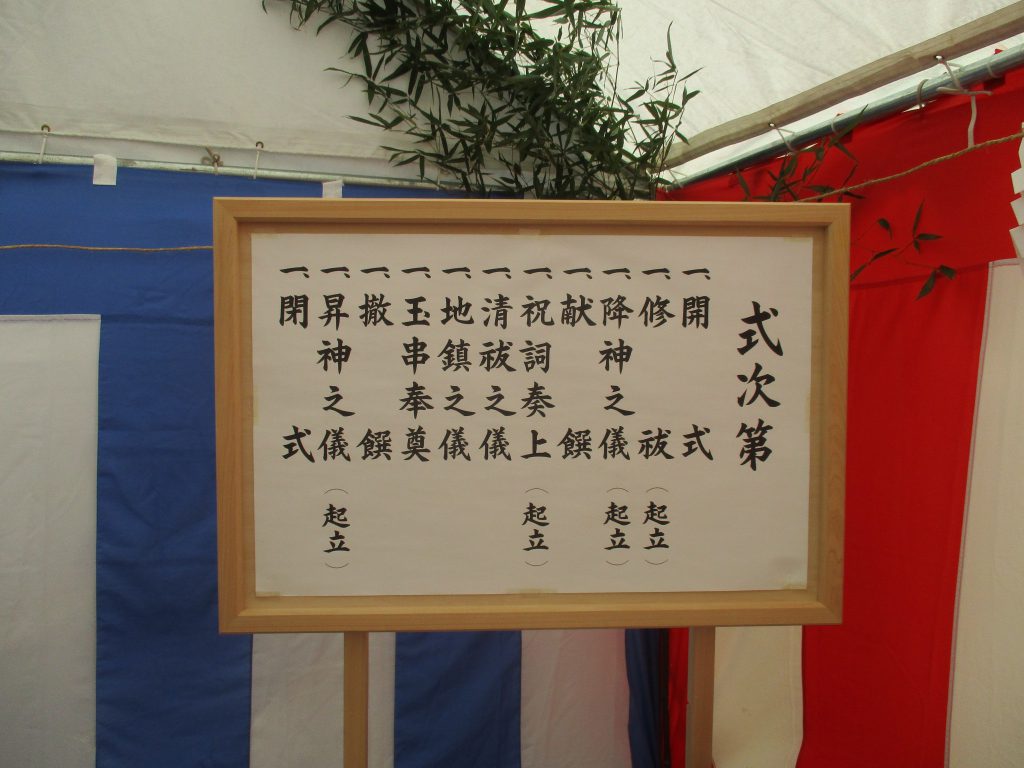 式次第
一、開式
一、修祓（起立）
一、降神之儀（起立）
一、献饌
一、祝詞奏上（起立）
一、清祓之儀
一、地鎮之儀
一、玉串奉奠
一、撤饌
一、昇神之儀（起立）
一、閉式